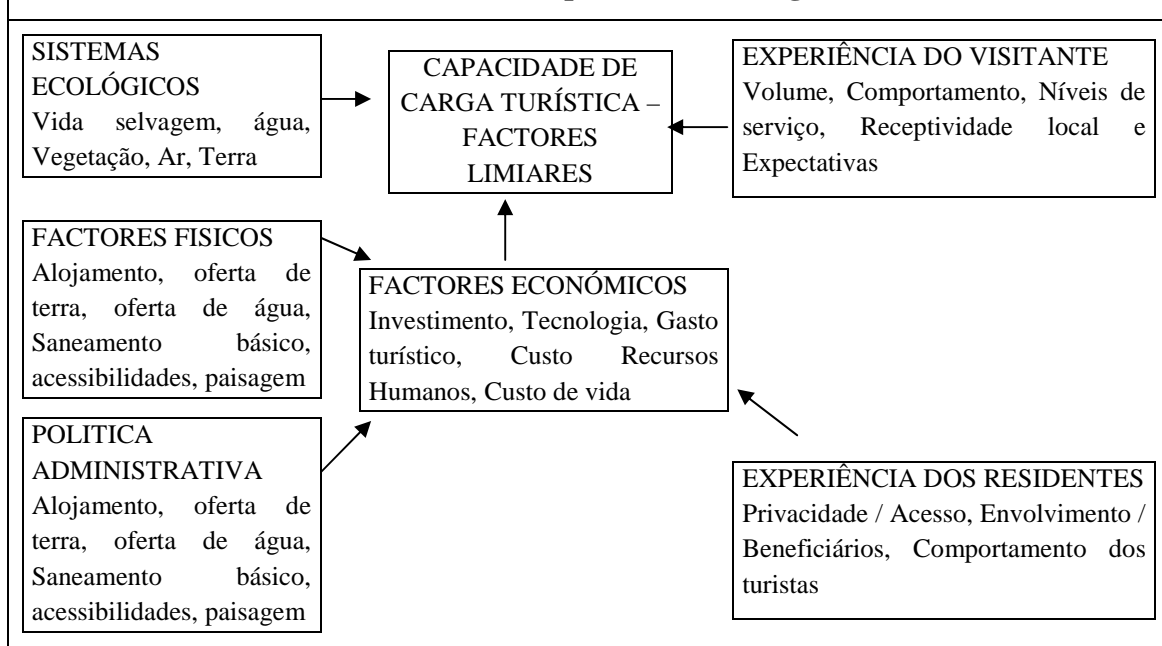 SISTEMAS
ECOLÓGICOS
Vida selvagem, água,
Vegetação, Ar, Terra
CAPACIDADE DE
CARGA TURÍSTICA –
FACTORES
LIMIARES
EXPERIÊNCIA DO VISITANTE
Volume, Comportamento, Níveis de
serviço, Receptividade local e
Expectativas
FACTORES FISICOS
Alojamento, oferta de
terra, oferta de água,
Saneamento básico,
acessibilidades, paisagem
FACTORES ECONÓMICOS
Investimento, Tecnologia, Gasto
turístico, Custo Recursos
Humanos, Custo de vida
POLITICA
ADMINISTRATIVA
Alojamento, oferta de
terra, oferta de água,
Saneamento básico,
acessibilidades, paisagem
EXPERIÊNCIA DOS RESIDENTES
Privacidade / Acesso, Envolvimento /
Beneficiários, Comportamento dos
turistas